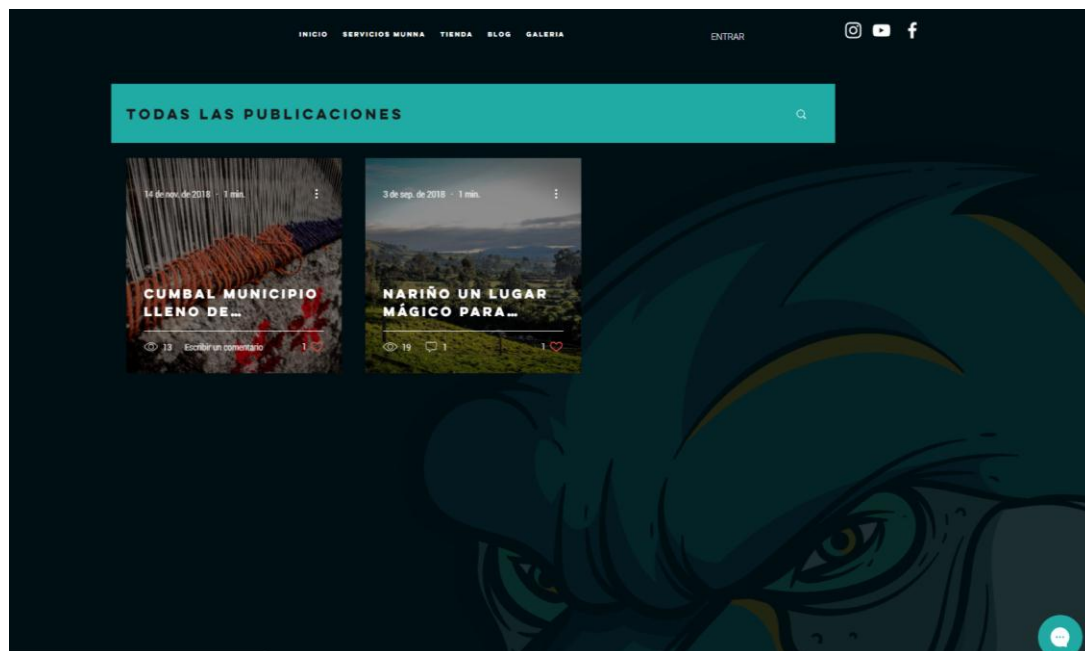 INICIO SERVICIOS MUNNA TIENDA BLOG GALERIA ENTRAR
TODAS LAS PUBLICACIONES
14 de nov. de 2018 · 1 min.
CUMBAL MUNICIPIO
LLENO DE...
13 Escribir un comentario 1
3 de sep. de 2018 · 1 min.
NARIÑO UN LUGAR
MÁGICO PARA...
19 1 1